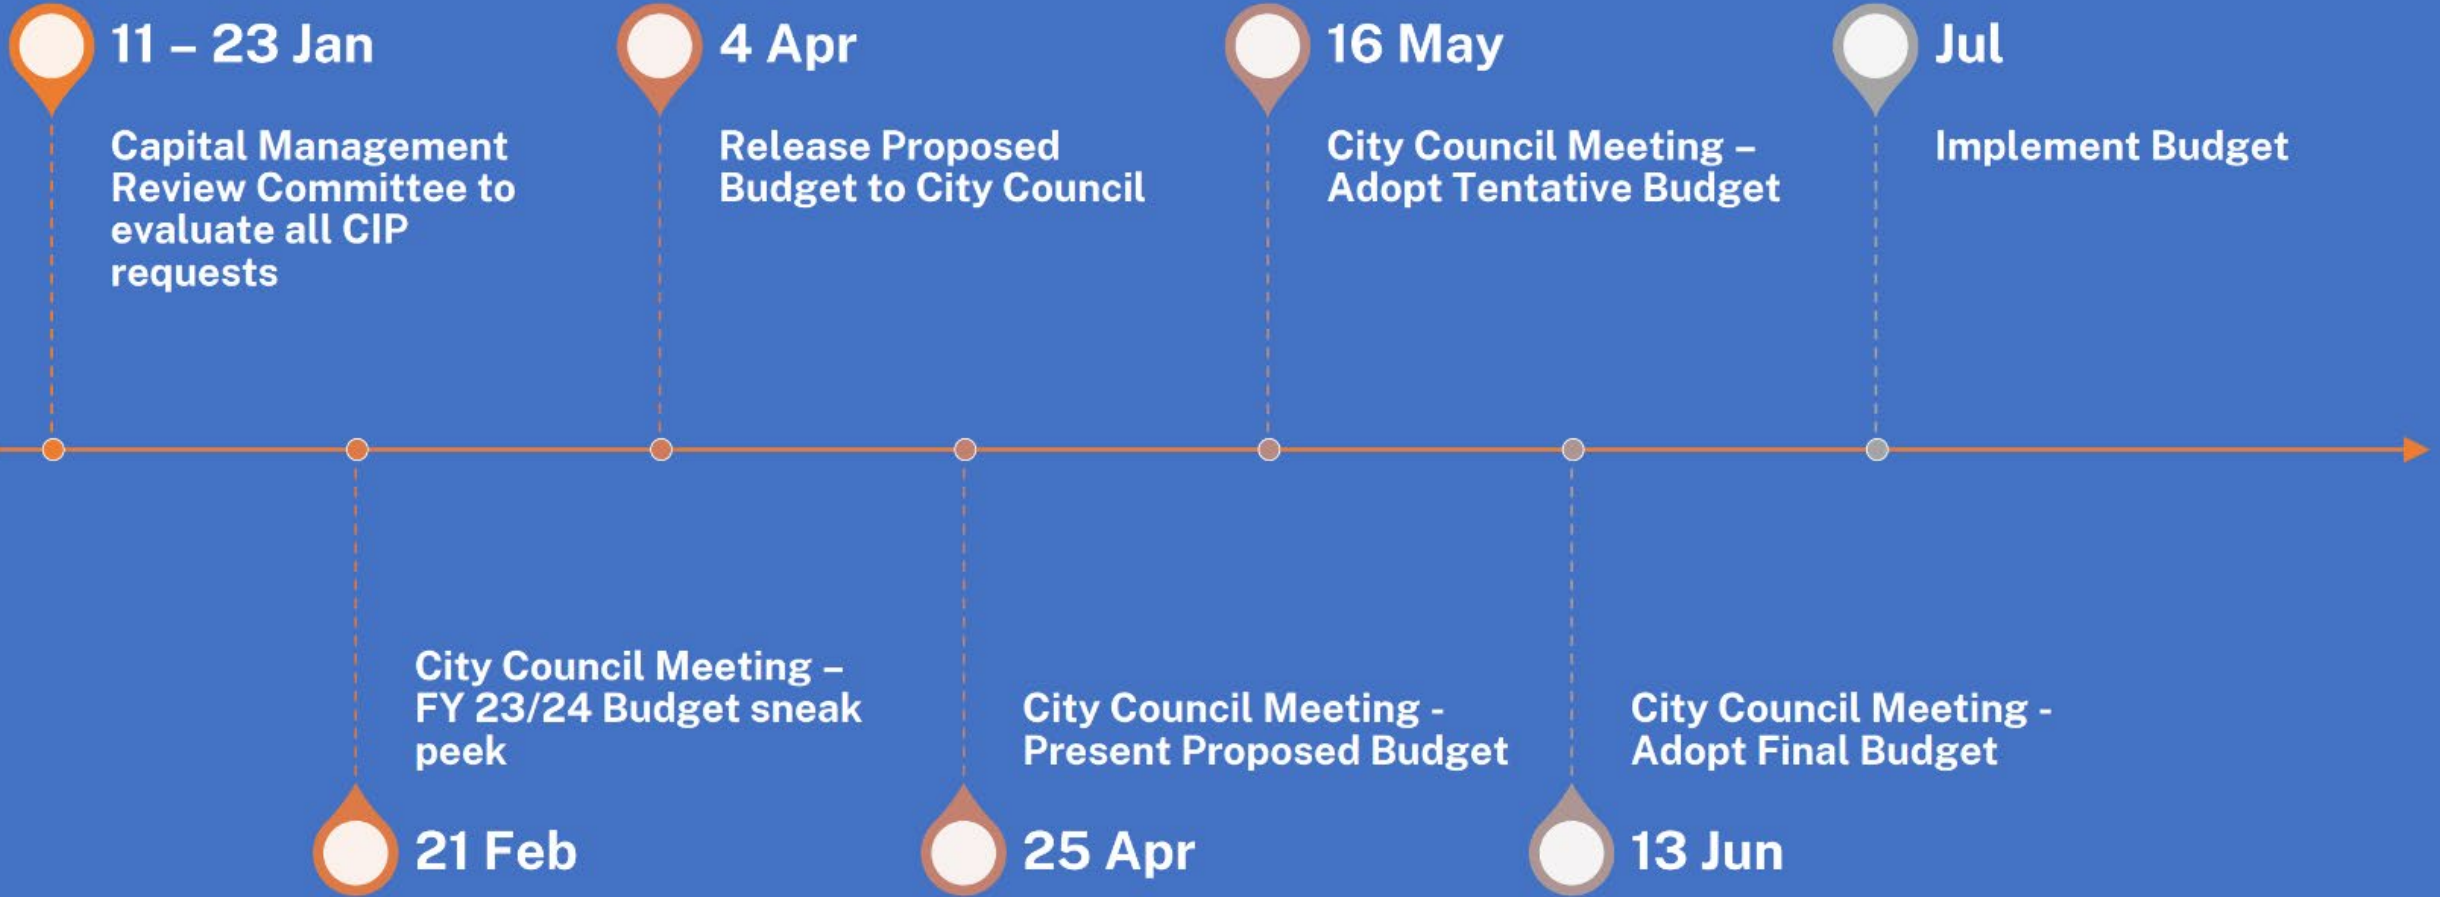 11 – 23 Jan
Capital Management
Review Committee to
evaluate all CIP
requests
City Council Meeting –
FY 23/24 Budget sneak
peek
21 Feb
4 Apr
Release Proposed
Budget to City Council
City Council Meeting -
Present Proposed Budget
25 Apr
16 May
City Council Meeting –
Adopt Tentative Budget
City Council Meeting -
Adopt Final Budget
13 Jun
Jul
Implement Budget